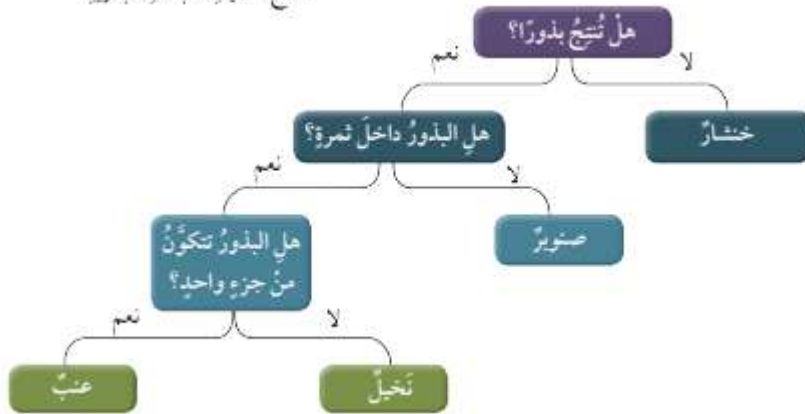 هلْ تُنتِجُ بذورًا؟
لا
نعم
خنشارٌ
هلِ البذورُ داخلَ ثمرةٍ؟
لا
نعم
صنوبرٌ
هلِ البذورُ تتكوَّنُ
منْ جزءٍ واحدٍ؟
لا
نعم
نَخيلٌ
عنبٌ